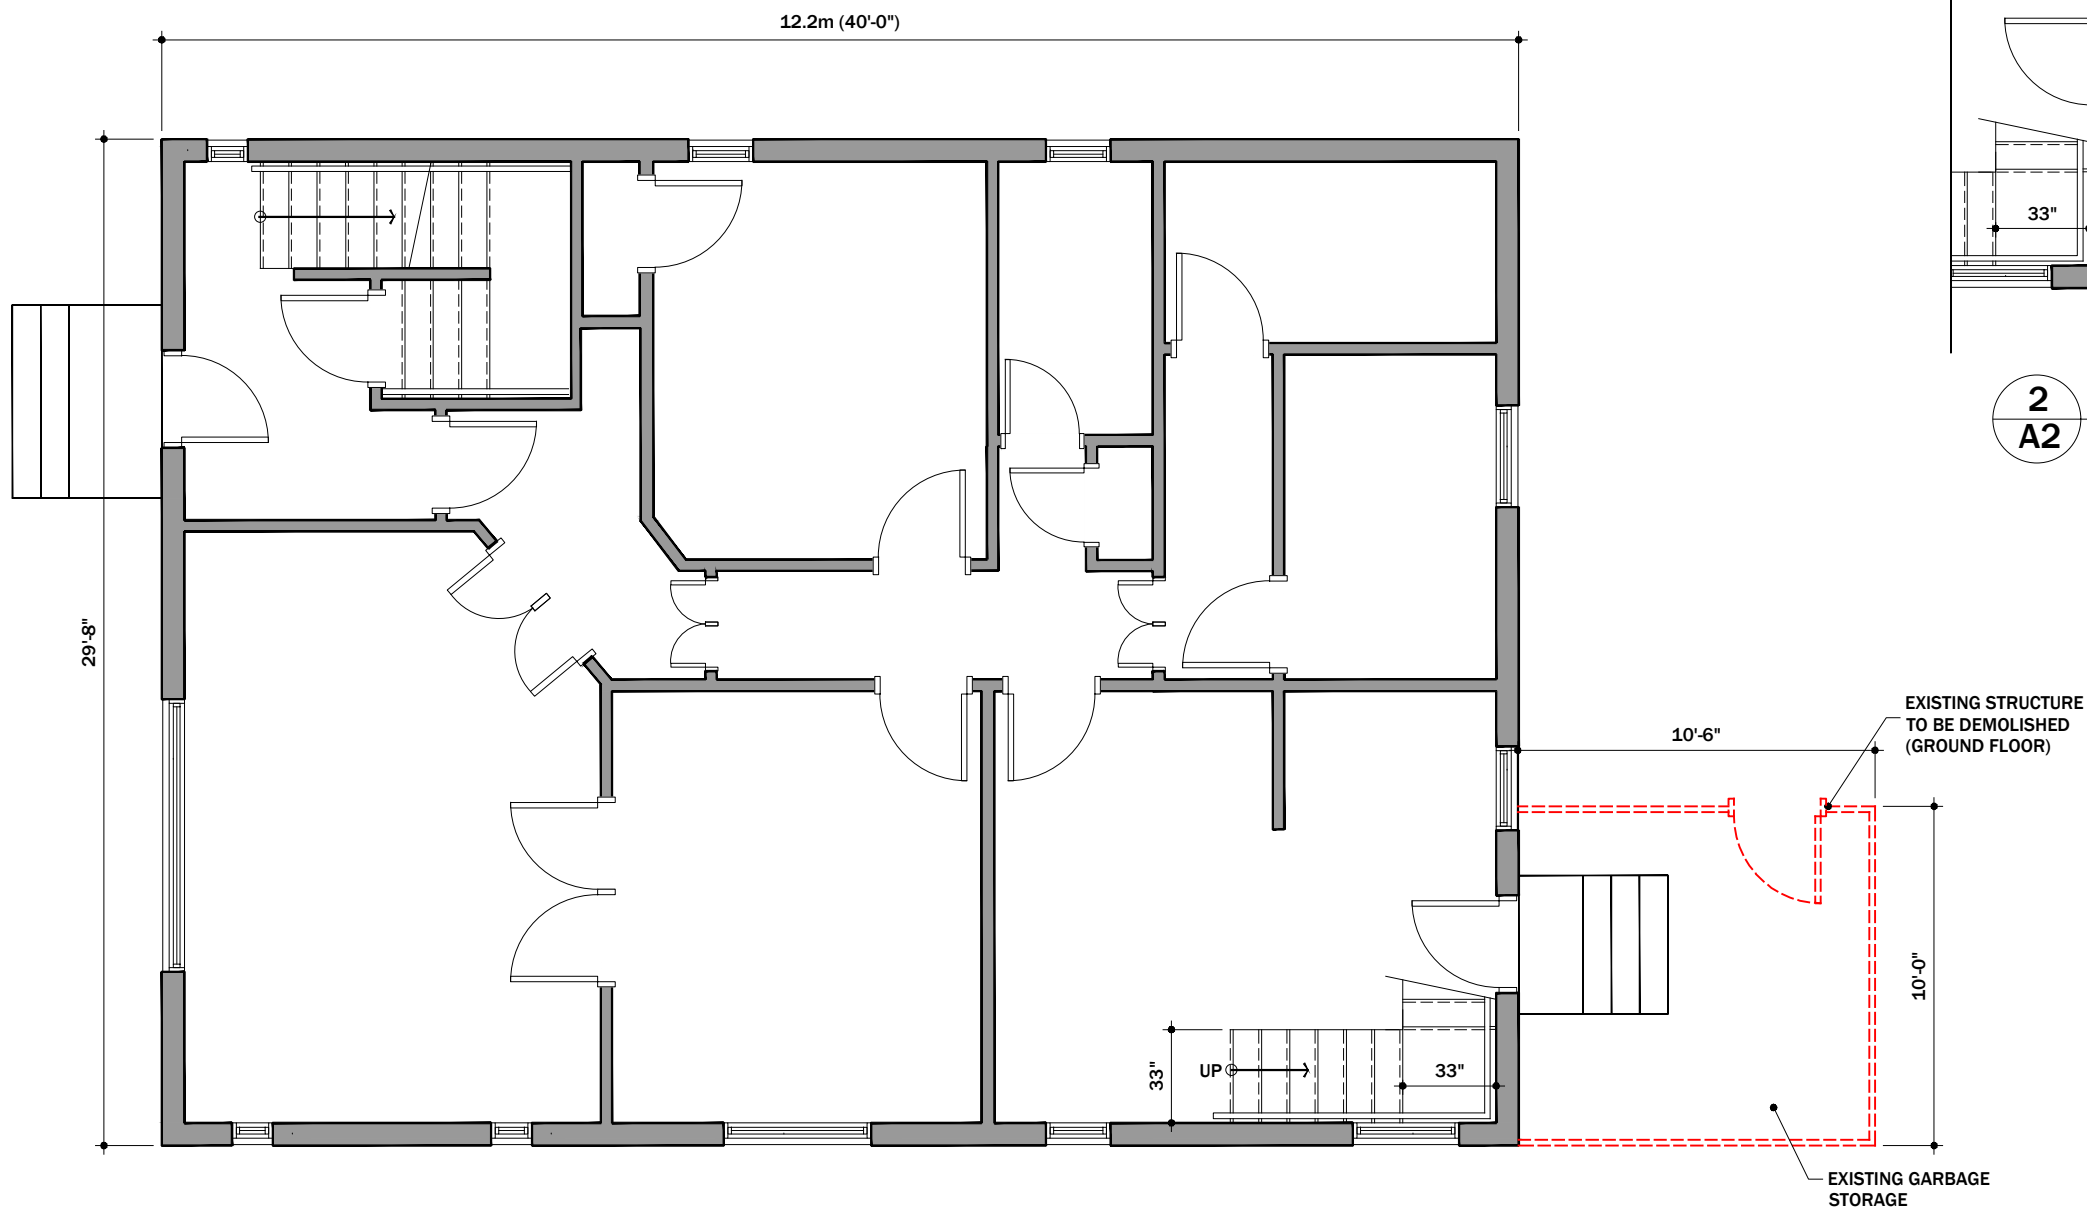 12.2m (40'-0")
33"
2
A2
29'-8"
EXISTING STRUCTURE
TO BE DEMOLISHED
(GROUND FLOOR)
10'-6"
10'-0"
33"
UP
33"
EXISTING GARBAGE
STORAGE